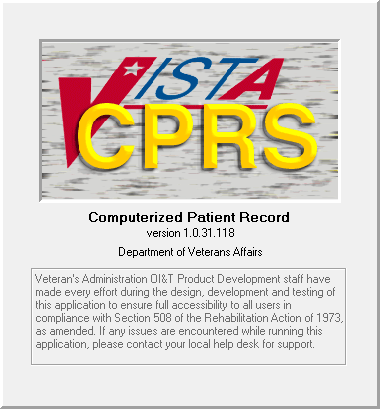 VISTA
CPRS
Computerized Patient Record
version 1.0.31.118
Department of Veterans Affairs
Veteran's Administration OI&T Product Development staff have
made every effort during the design, development and testing of
this application to ensure full accessibility to all users in
compliance with Section 508 of the Rehabilitation Action of 1973,
as amended. If any issues are encountered while running this
application, please contact your local help desk for support.